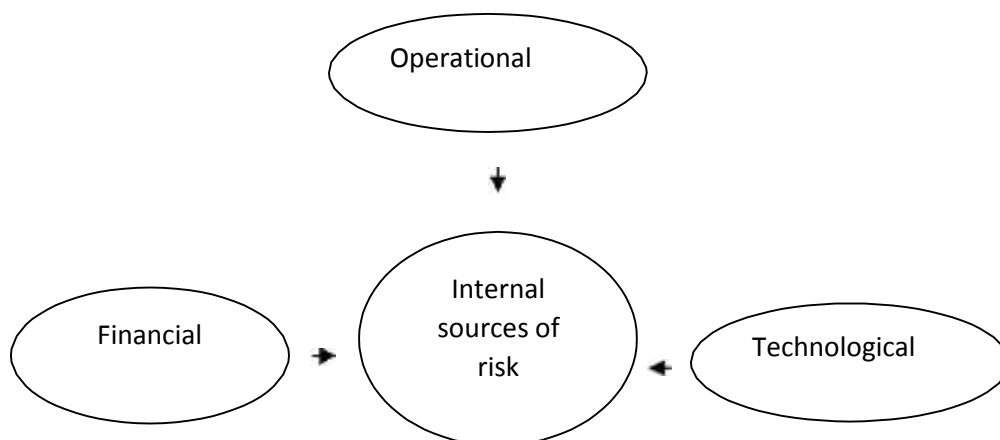 Operational
Internal
sources of
risk
Financial
Technological